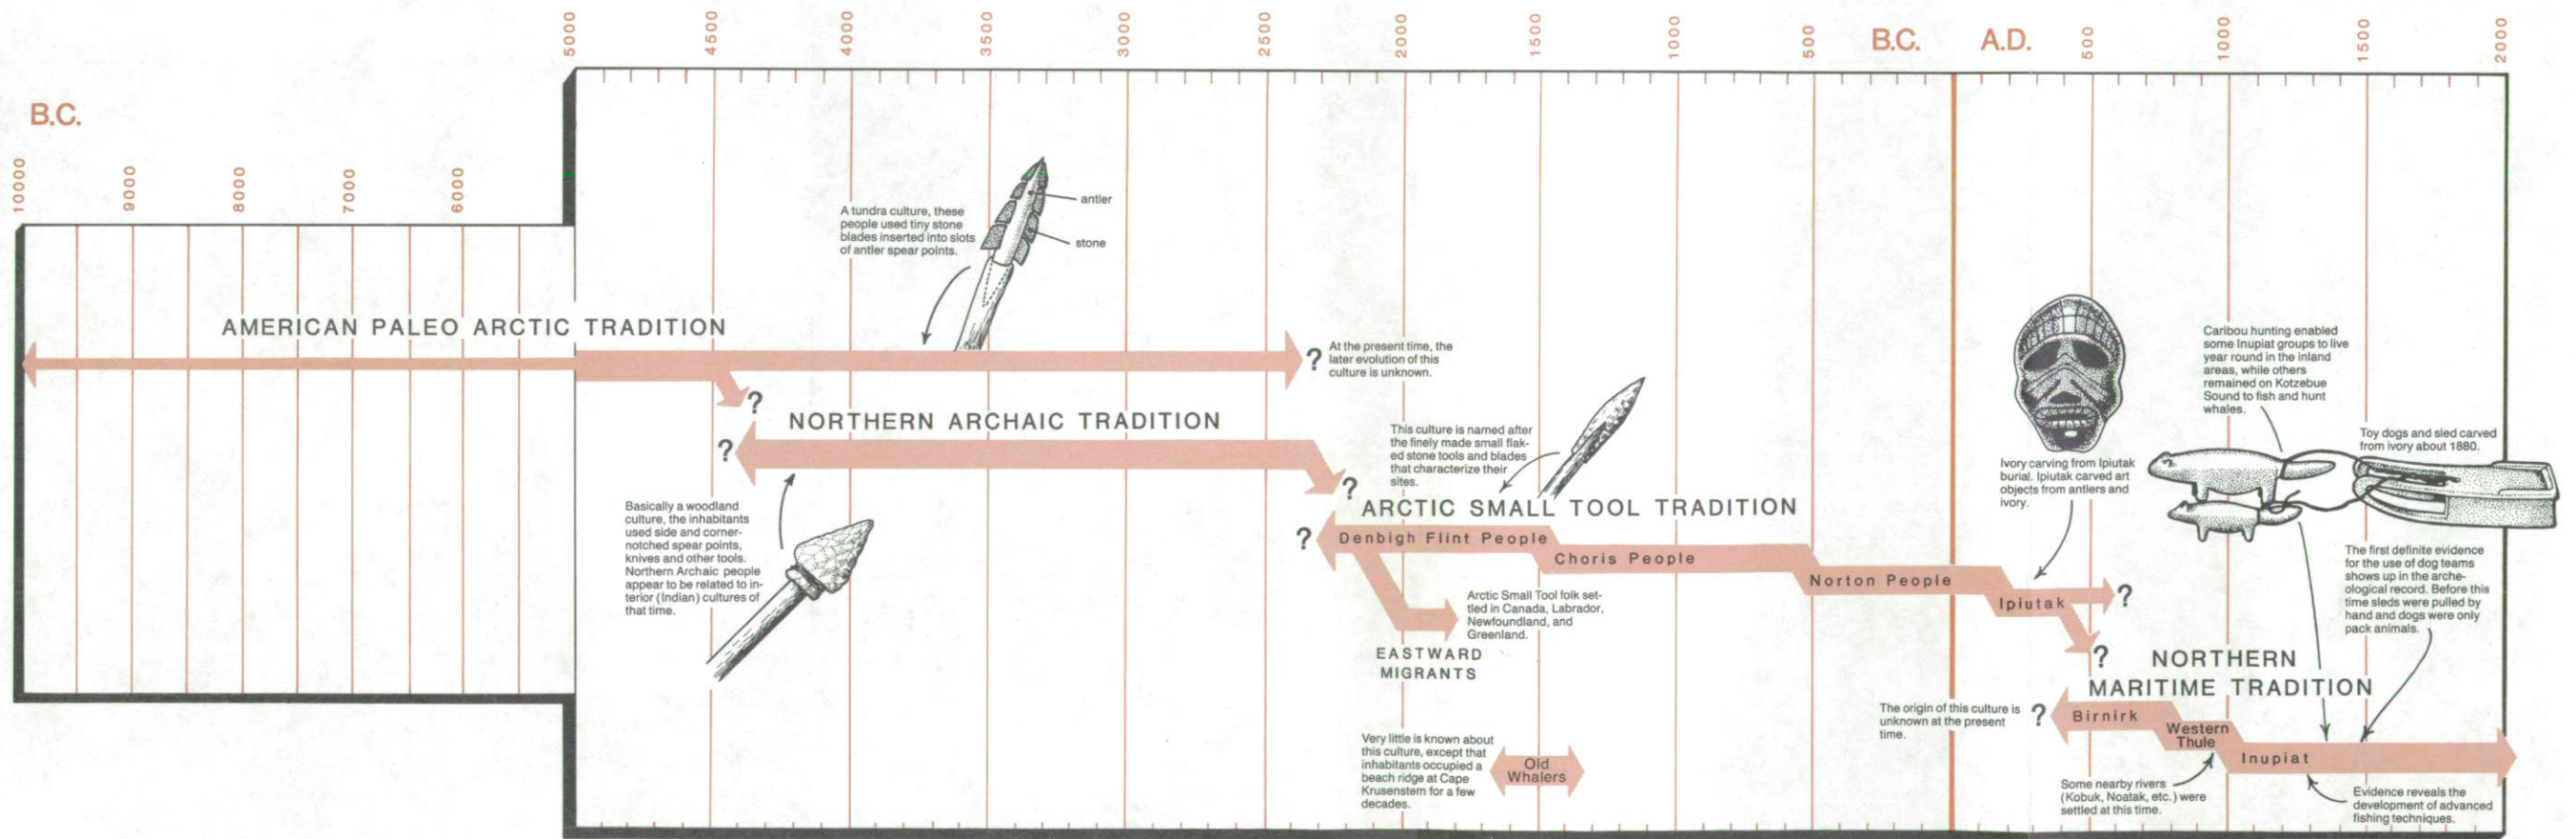 5000
4500
4000
3500
3000
2500
2000
1500
1000
500
B.C.
A.D.
500
1000
1500
2000
B.C.
10000
9000
8000
7000
6000
A tundra culture, these
people used tiny stone
blades inserted into slots
of antler spear points.
antler
stone
AMERICAN PALEO ARCTIC TRADITION
?
At the present time, the
later evolution of this
culture is unknown.
?
NORTHERN ARCHAIC TRADITION
?
?
Basically a woodland
culture, the inhabitants
used side and corner-
notched spear points,
knives and other tools.
Northern Archaic people
appear to be related to in-
terior (Indian) cultures of
that time.
This culture is named after
the finely made small flak-
ed stone tools and blades
that characterize their
sites.
ARCTIC SMALL TOOL TRADITION
?
Denbigh Flint People
Choris People
Norton People
Ipiutak
?
?
Arctic Small Tool folk set-
tled in Canada, Labrador,
Newfoundland, and
Greenland.
EASTWARD
MIGRANTS
Very little is known about
this culture, except that
inhabitants occupied a
beach ridge at Cape
Krusenstern for a few
decades.
Old
Whalers
Ivory carving from Ipiutak
burial. Ipiutak carved art
objects from antlers and
ivory.
Caribou hunting enabled
some Inupiat groups to live
year round in the inland
areas, while others
remained on Kotzebue
Sound to fish and hunt
whales.
Toy dogs and sled carved
from ivory about 1880.
The first definite evidence
for the use of dog teams
shows up in the arche-
ological record. Before this
time sleds were pulled by
hand and dogs were only
pack animals.
NORTHERN
MARITIME TRADITION
The origin of this culture is
unknown at the present
time.
?
Birnirk
Western
Thule
Inupiat
Some nearby rivers
(Kobuk, Noatak, etc.) were
settled at this time.
Evidence reveals the
development of advanced
fishing techniques.